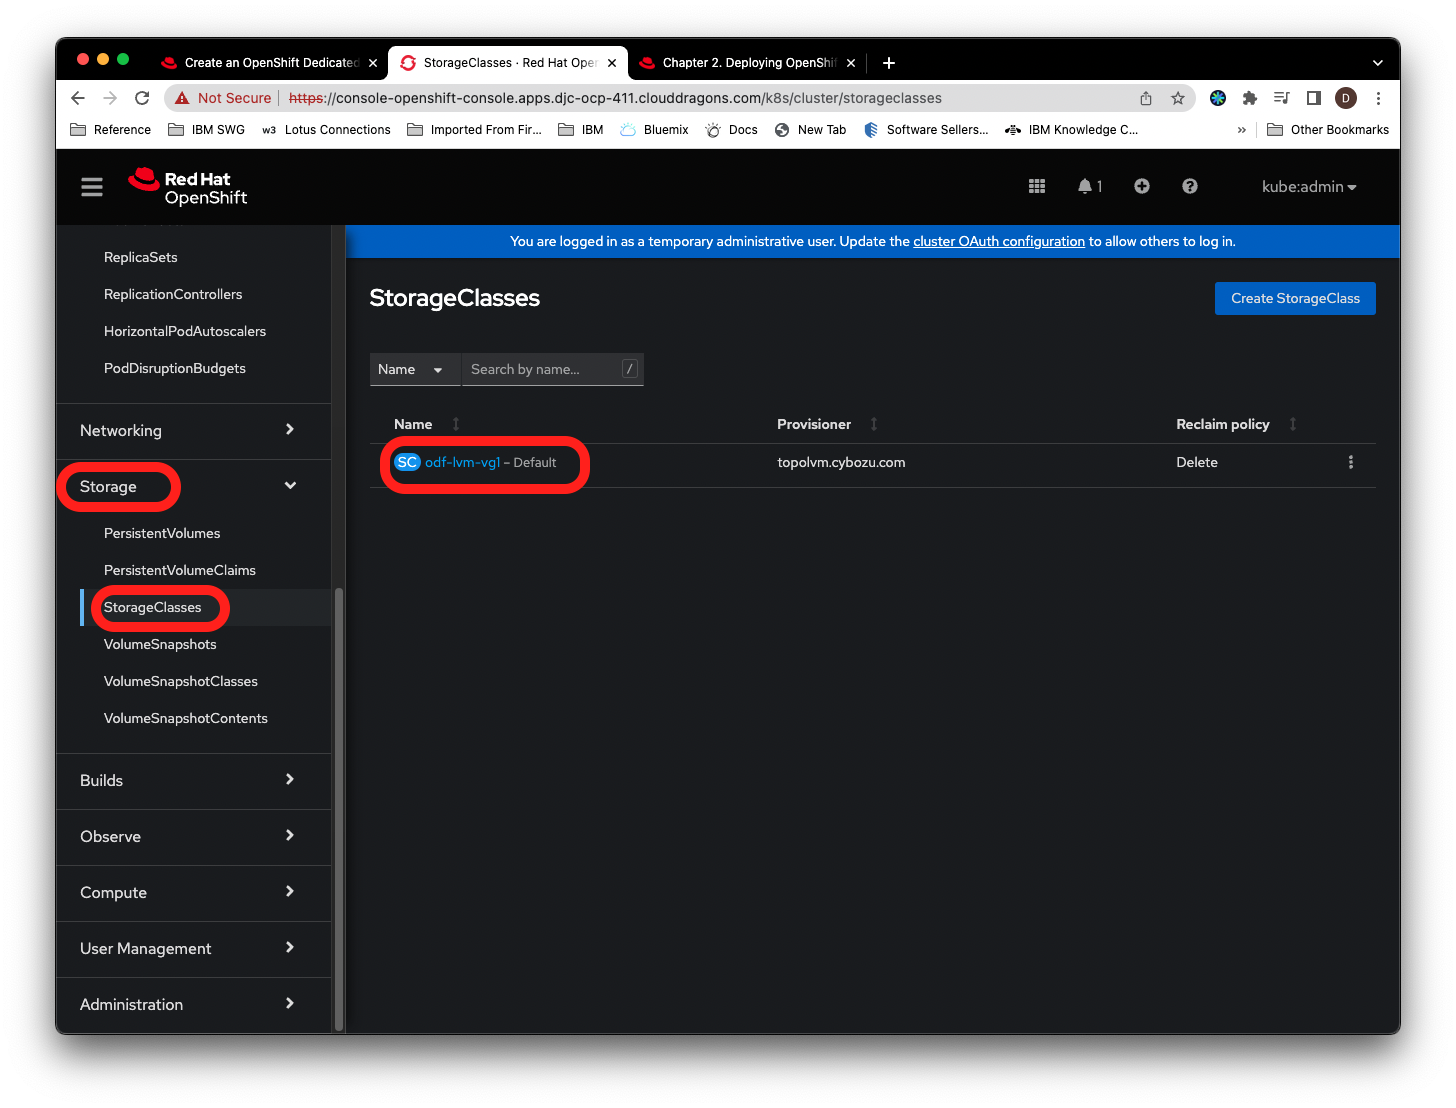 Create an OpenShift Dedicated
StorageClasses · Red Hat Oper
Chapter 2. Deploying OpenShif
Not Secure
https://console-openshift-console.apps.djc-ocp-411.clouddragons.com/k8s/cluster/storageclasses
D
Reference
IBM SWG
w3 Lotus Connections
Imported From Fir...
IBM
Bluemix
Docs
New Tab
Software Sellers...
IBM Knowledge C...
»
Other Bookmarks
Red Hat
OpenShift
1
kube:admin
You are logged in as a temporary administrative user. Update the cluster OAuth configuration to allow others to log in.
ReplicaSets
ReplicationControllers
HorizontalPodAutoscalers
PodDisruptionBudgets
Networking
Storage
PersistentVolumes
PersistentVolumeClaims
StorageClasses
VolumeSnapshots
VolumeSnapshotClasses
VolumeSnapshotContents
Builds
Observe
Compute
User Management
Administration
StorageClasses
Create StorageClass
Name
Search by name...
/
Name
Provisioner
Reclaim policy
SC odf-lvm-vg1 – Default
topolvm.cybozu.com
Delete